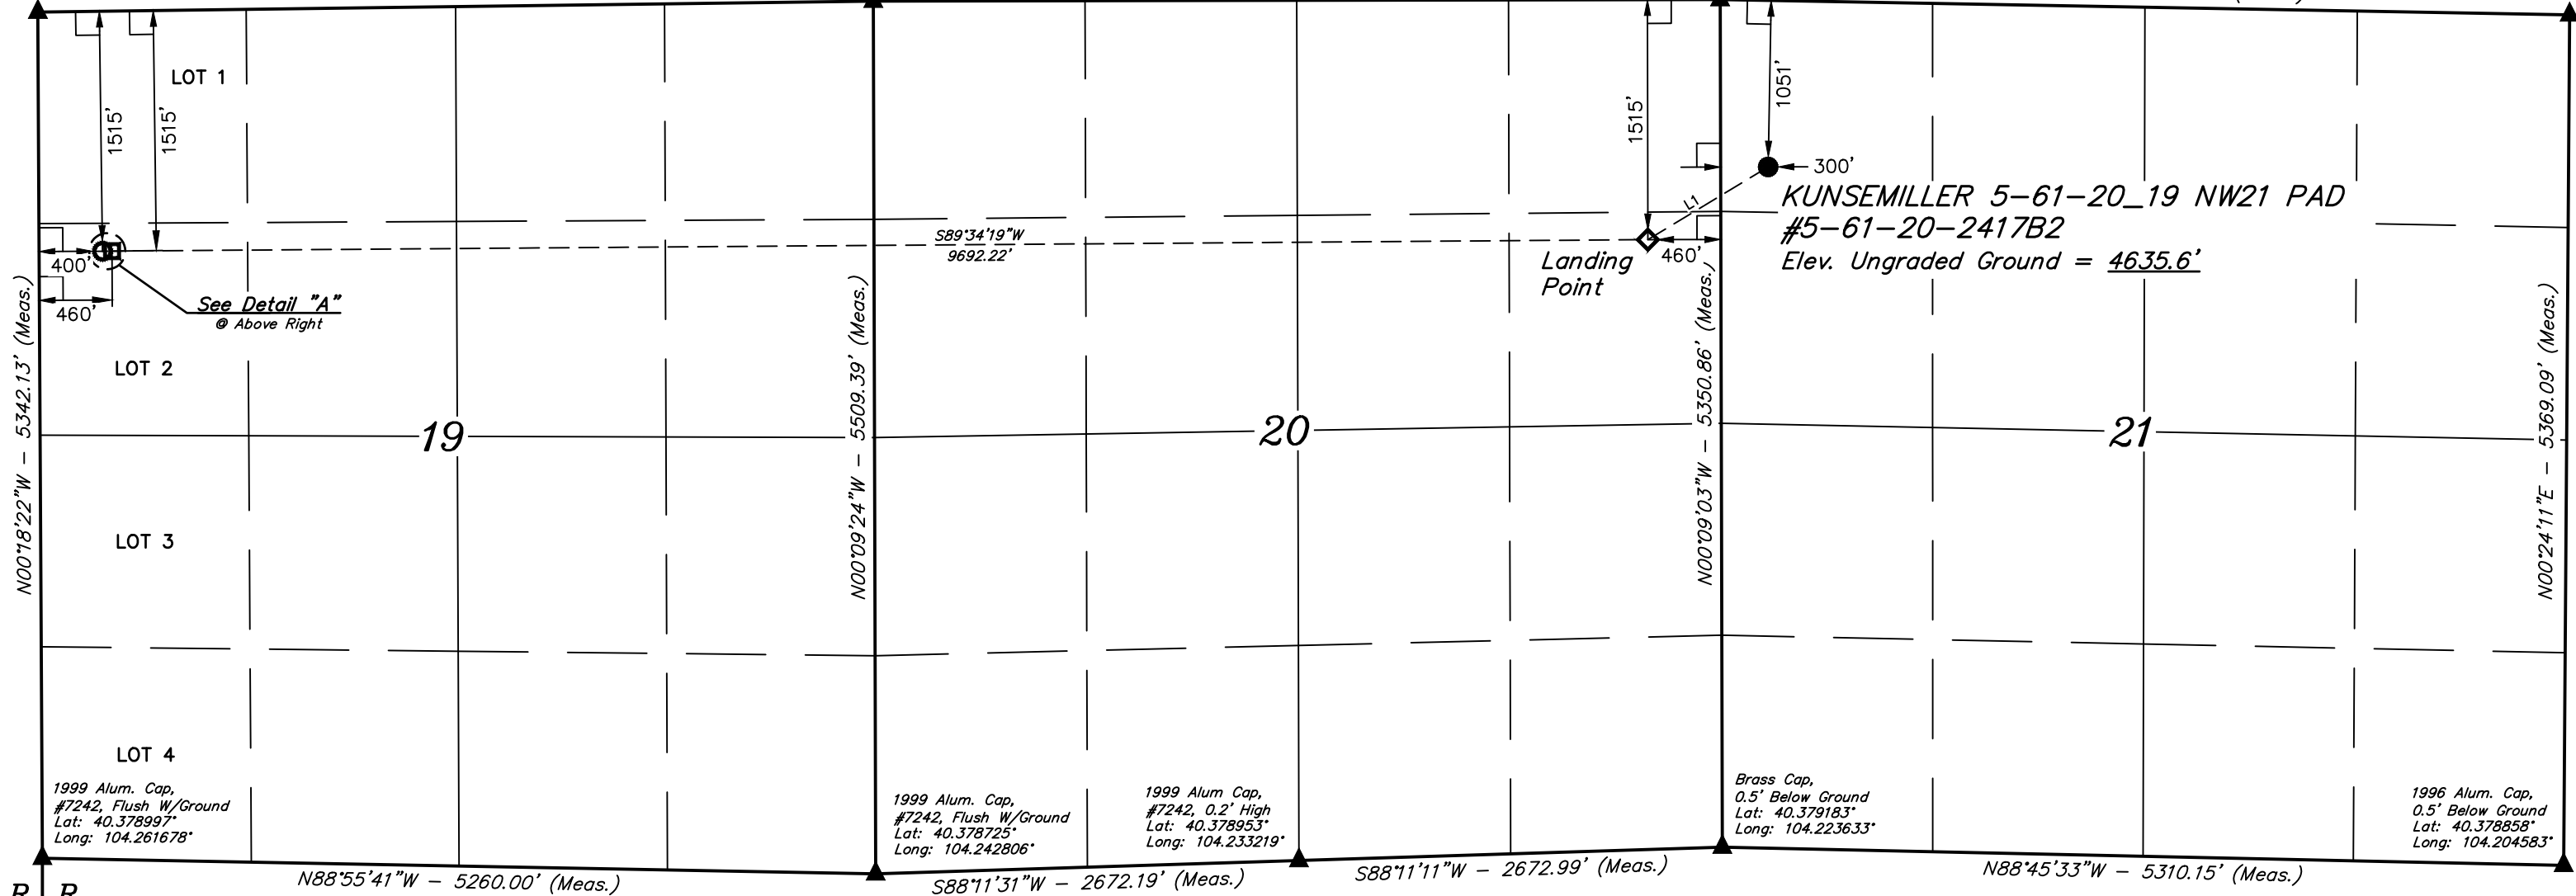 LOT 1
1515'
1515'
400'
460'
See Detail "A"
@ Above Right
LOT 2
LOT 3
LOT 4
19
20
21
S89°34'19"W
9692.22'
1515'
1051'
300'
L1
460'
Landing
Point
KUNSEMILLER 5-61-20_19 NW21 PAD
#5-61-20-2417B2
Elev. Ungraded Ground = 4635.6'
N00°18'22"W - 5342.13' (Meas.)
N00°09'24"W - 5509.39' (Meas.)
N00°09'03"W - 5350.86' (Meas.)
N00°24'11"E - 5369.09' (Meas.)
1999 Alum. Cap,
#7242, Flush W/Ground
Lat: 40.378997°
Long: 104.261678°
1999 Alum. Cap,
#7242, Flush W/Ground
Lat: 40.378725°
Long: 104.242806°
1999 Alum Cap,
#7242, 0.2' High
Lat: 40.378953°
Long: 104.233219°
Brass Cap,
0.5' Below Ground
Lat: 40.379183°
Long: 104.223633°
1996 Alum. Cap,
0.5' Below Ground
Lat: 40.378858°
Long: 104.204583°
N88°55'41"W - 5260.00' (Meas.)
S88°11'31"W - 2672.19' (Meas.)
S88°11'11"W - 2672.99' (Meas.)
N88°45'33"W - 5310.15' (Meas.)
R R